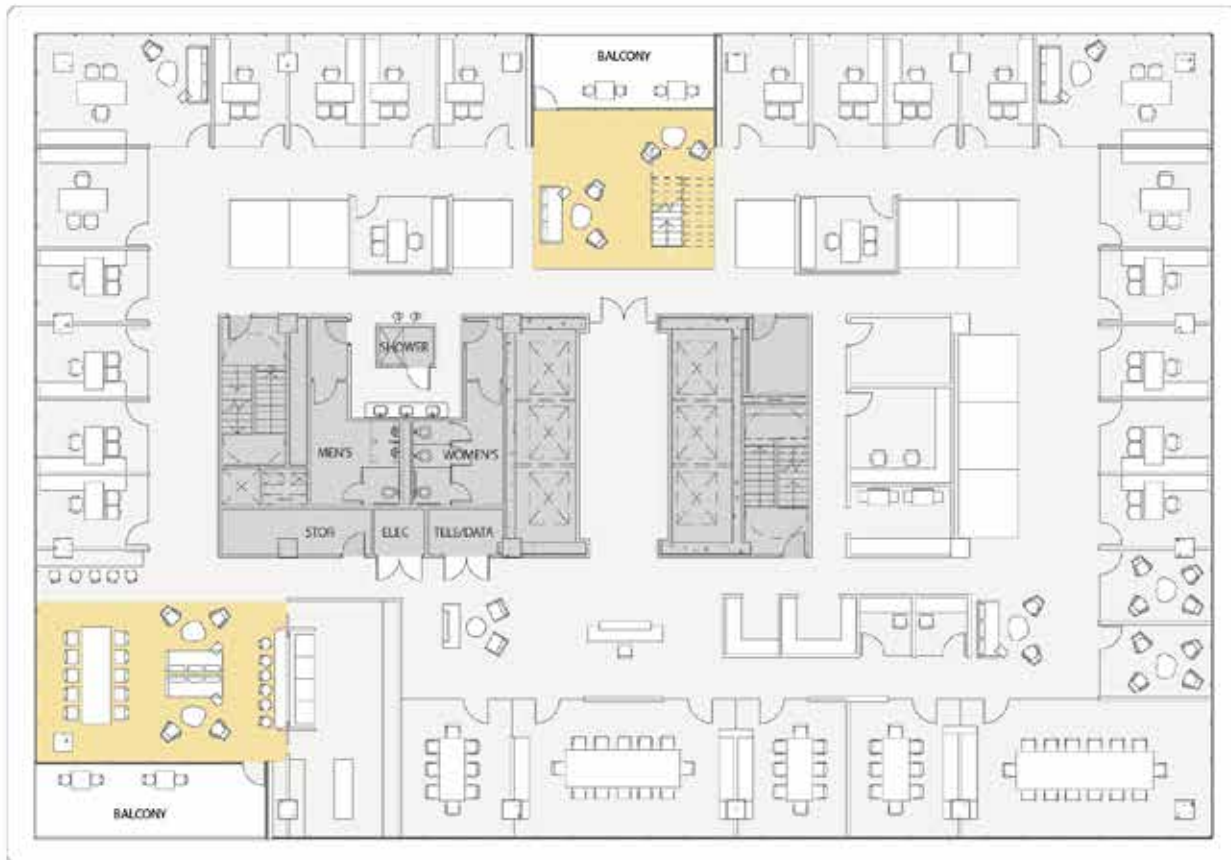 BALCONY
SHOWER
MEN'S
WOMEN'S
STOR
ELEC
TELE/DATA
BALCONY